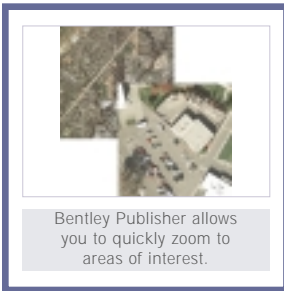 Bentley Publisher allows
you to quickly zoom to
areas of interest.